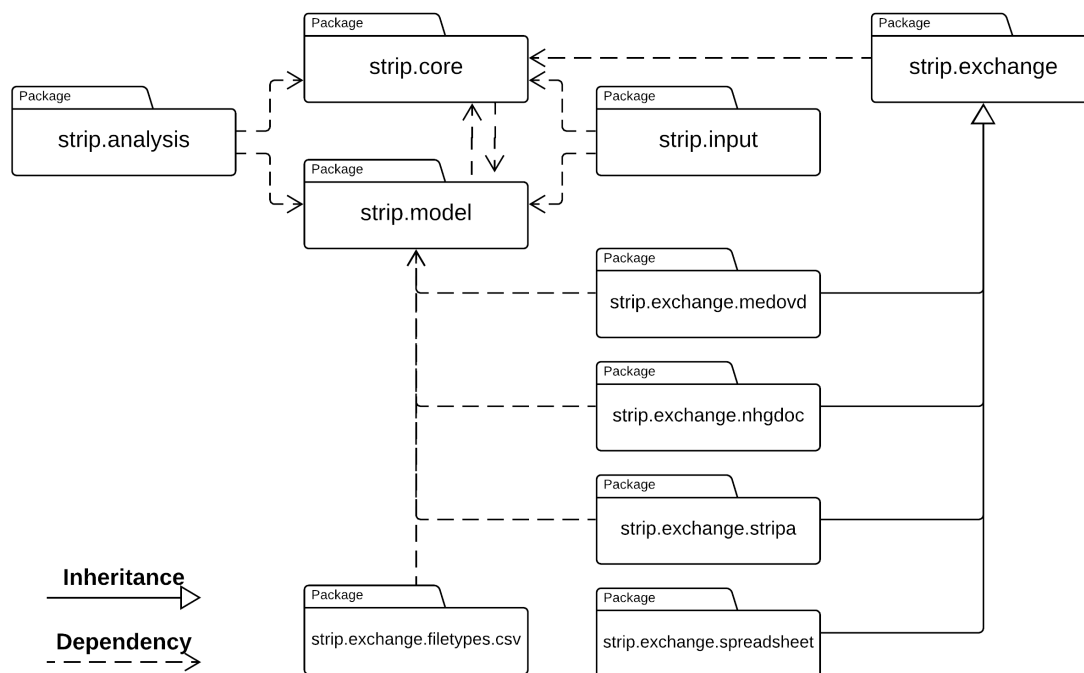 Package
strip.core
Package
strip.exchange
Package
strip.analysis
Package
strip.input
Package
strip.model
Package
strip.exchange.medovd
Package
strip.exchange.nhgdoc
Package
strip.exchange.stripa
Inheritance
Package
strip.exchange.filetypes.csv
Package
strip.exchange.spreadsheet
Dependency